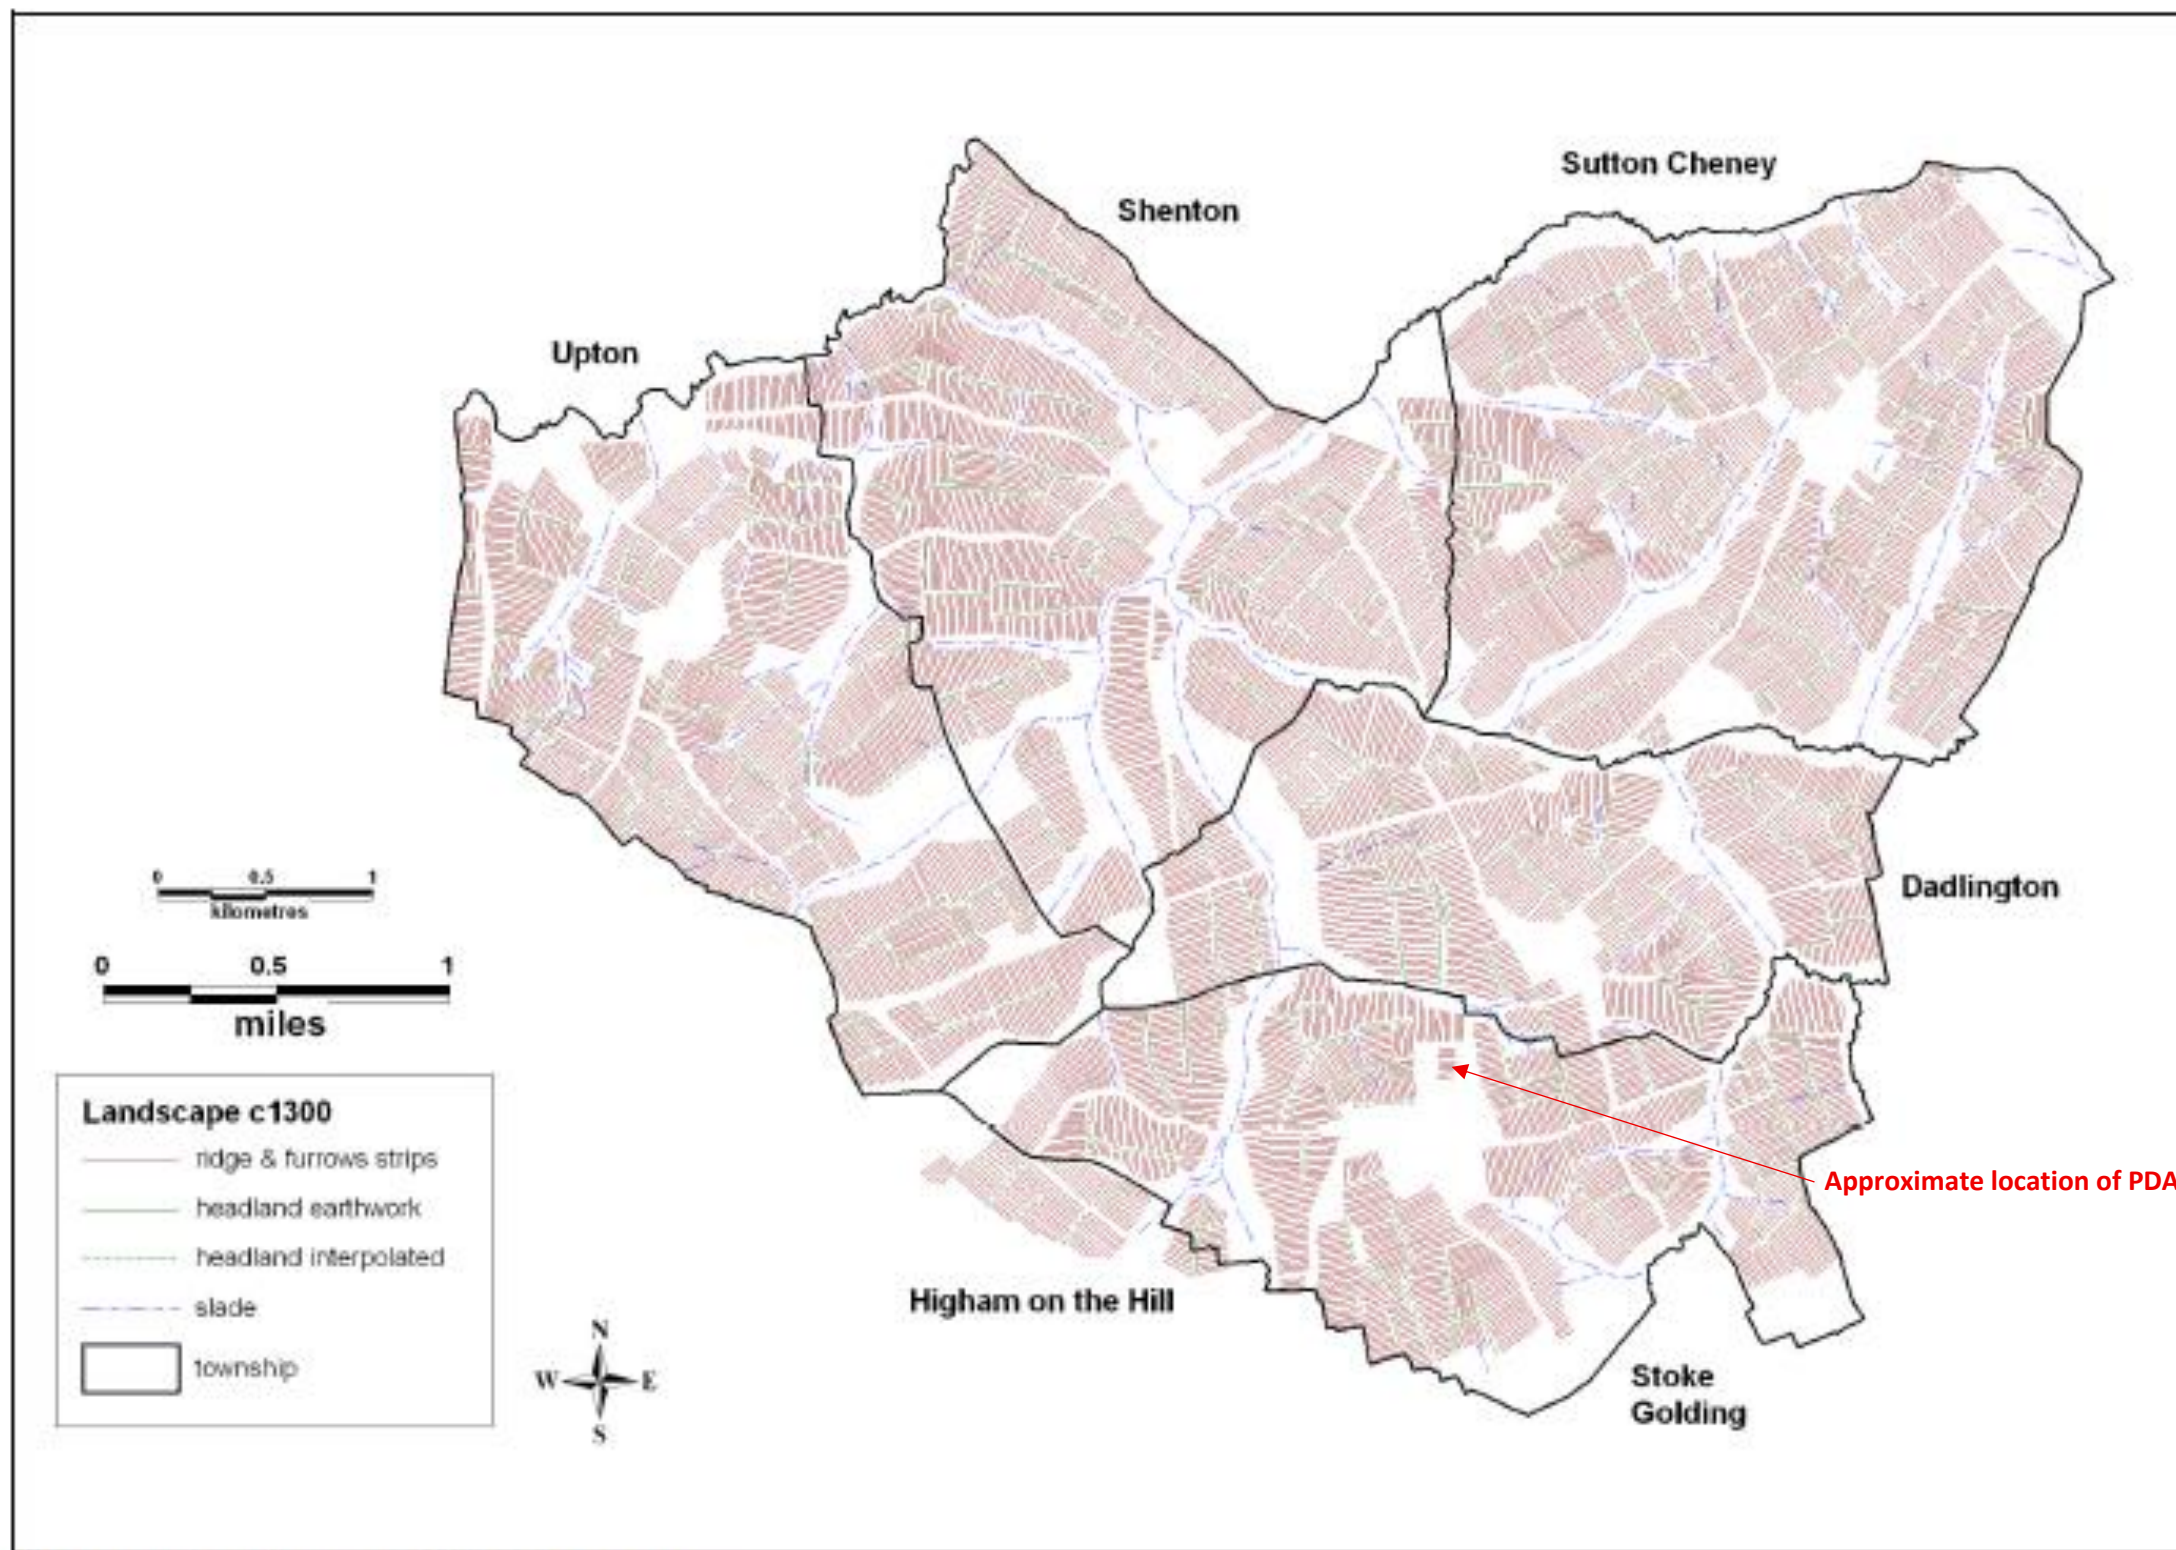 Sutton Cheney
Shenton
Upton
0 0.5 1
kilometres
Dadlington
0 0.5 1
miles
Landscape c1300
ridge & furrows strips
headland earthwork
headland interpolated
slade
township
N
W E
S
Approximate location of PDA
Higham on the Hill
Stoke
Golding